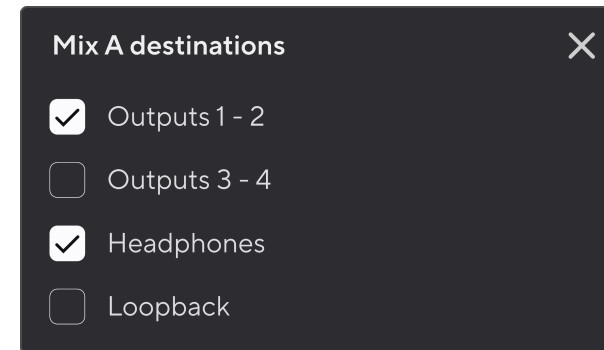 Mix A destinations
Outputs 1 - 2
Outputs 3 - 4
Headphones
Loopback